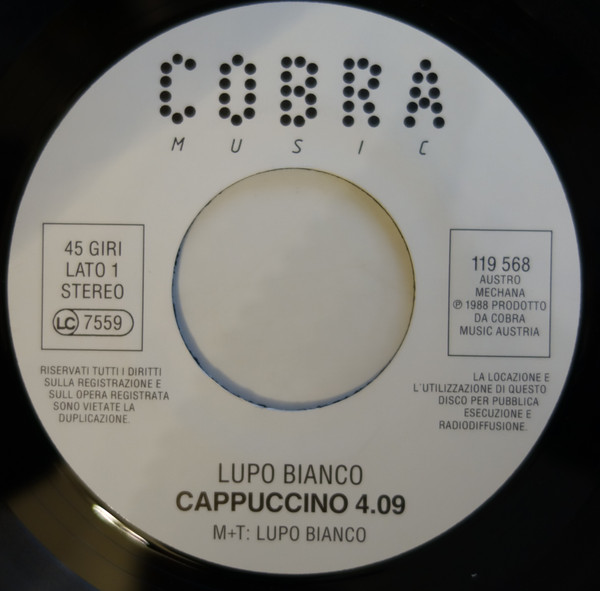 COBRA
MUSIC
45 GIRI
LATO 1
STEREO
LC 7559
119 568
AUSTRO
MECHANA
℗ 1988 PRODOTTO
DA COBRA
MUSIC AUSTRIA
RISERVATI TUTTI I DIRITTI
SULLA REGISTRAZIONE E
SULL OPERA REGISTRATA
SONO VIETATE LA
DUPLICAZIONE.
LA LOCAZIONE E
L'UTILIZZAZIONE DI QUESTO
DISCO PER PUBBLICA
ESECUZIONE E
RADIODIFFUSIONE.
LUPO BIANCO
CAPPUCCINO 4.09
M+T: LUPO BIANCO